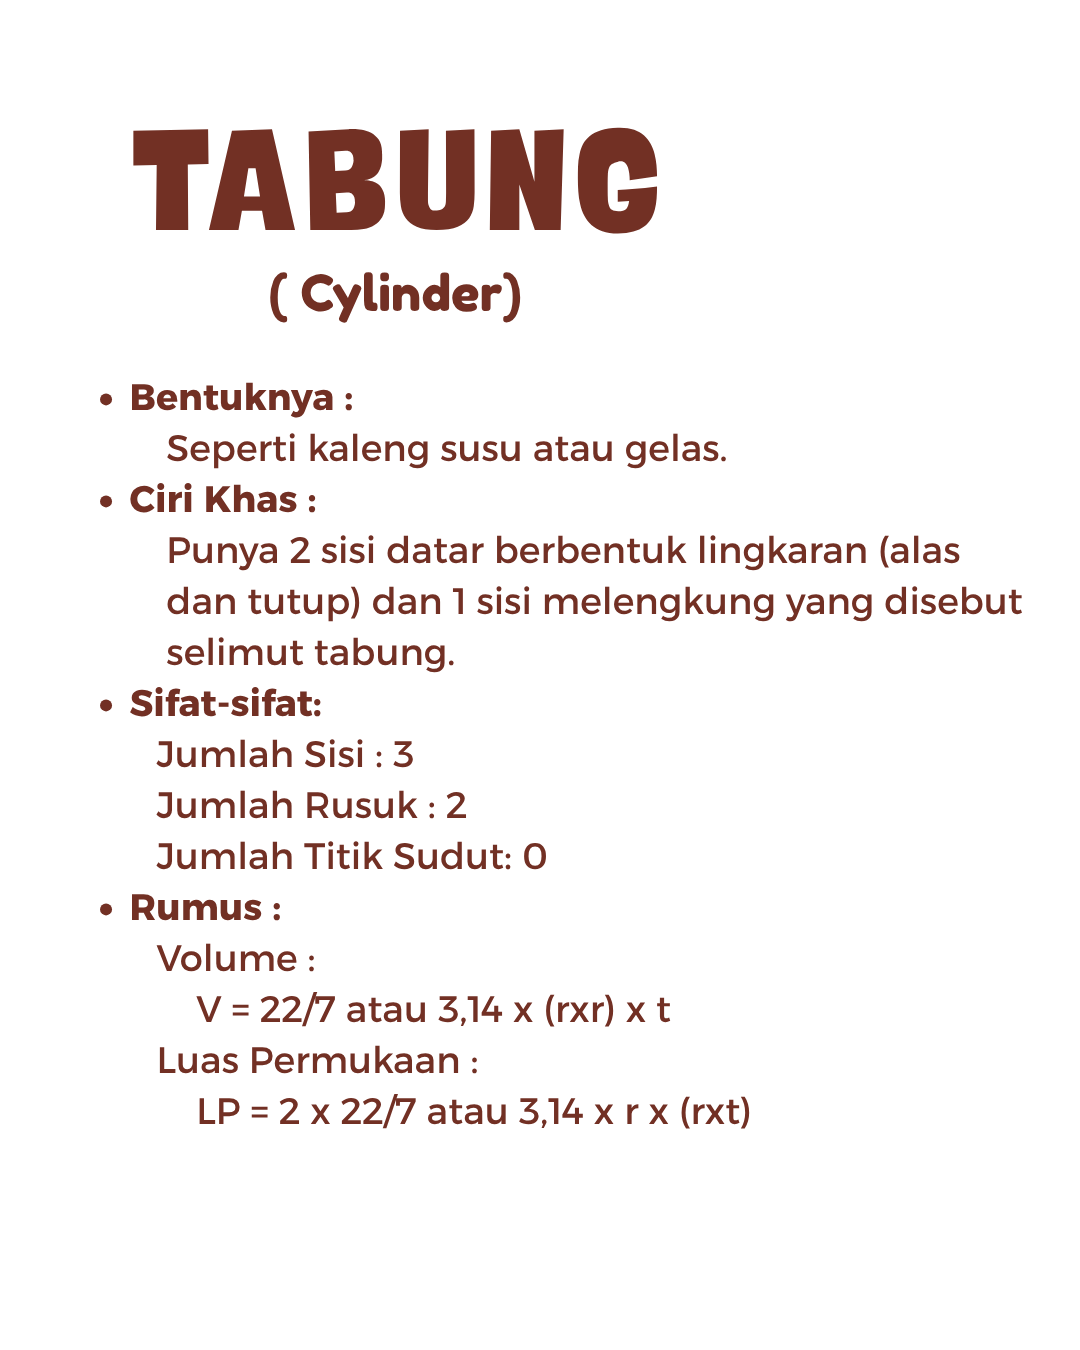 TABUNG
( Cylinder)
• Bentuknya :
Seperti kaleng susu atau gelas.
• Ciri Khas :
Punya 2 sisi datar berbentuk lingkaran (alas
dan tutup) dan 1 sisi melengkung yang disebut
selimut tabung.
• Sifat-sifat:
Jumlah Sisi : 3
Jumlah Rusuk : 2
Jumlah Titik Sudut: 0
• Rumus :
Volume :
V = 22/7 atau 3,14 x (rxr) x t
Luas Permukaan :
LP = 2 x 22/7 atau 3,14 x r x (rxt)